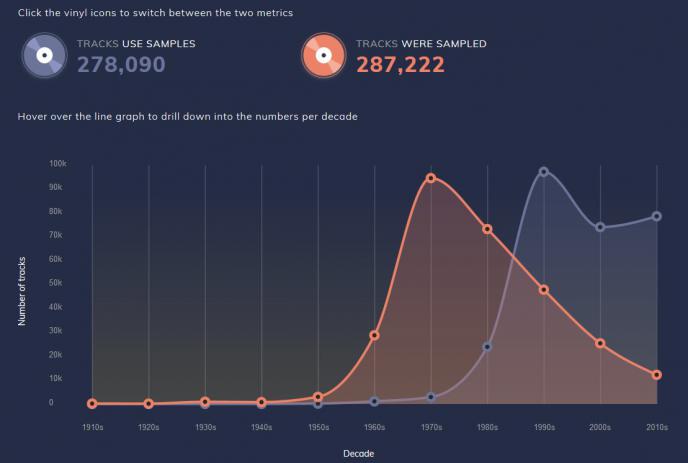 Click the vinyl icons to switch between the two metrics
TRACKS USE SAMPLES
278,090
TRACKS WERE SAMPLED
287,222
Hover over the line graph to drill down into the numbers per decade
Number of tracks
100k
90k
80k
70k
60k
50k
40k
30k
20k
10k
0
1910s 1920s 1930s 1940s 1950s 1960s 1970s 1980s 1990s 2000s 2010s
Decade